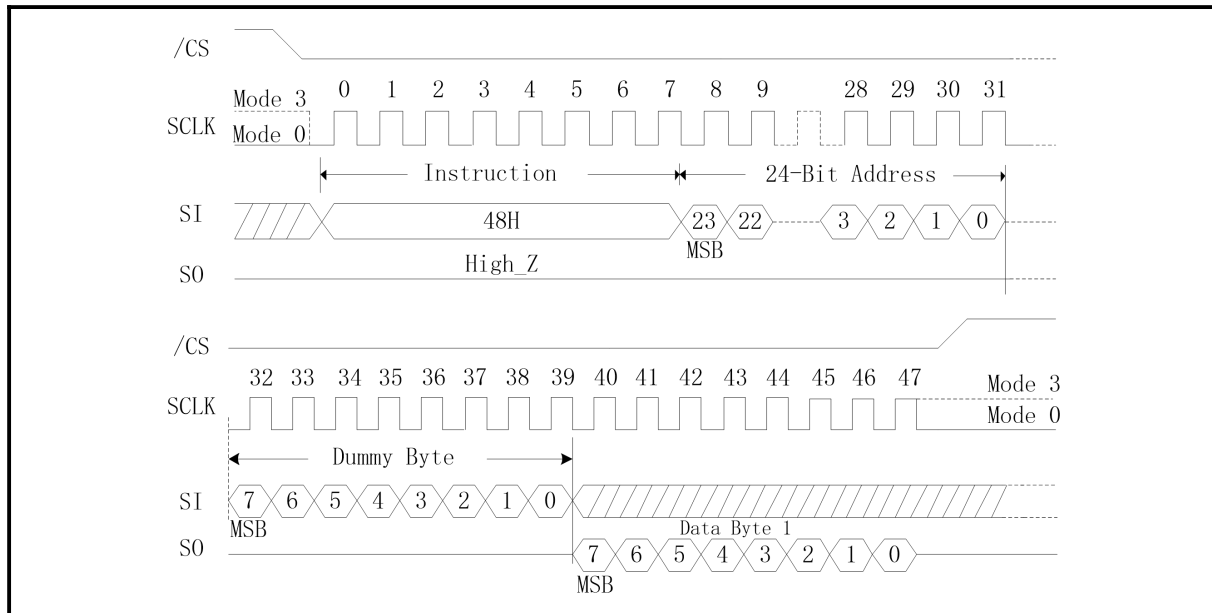 /CS
0 1 2 3 4 5 6 7 8 9 28 29 30 31
Mode 3
SCLK
Mode 0
Instruction 24-Bit Address
SI 48H 23 22 3 2 1 0
MSB
High_Z
SO
/CS
32 33 34 35 36 37 38 39 40 41 42 43 44 45 46 47
Mode 3
SCLK
Mode 0
Dummy Byte
SI 7 6 5 4 3 2 1 0
MSB
Data Byte 1
SO 7 6 5 4 3 2 1 0
MSB